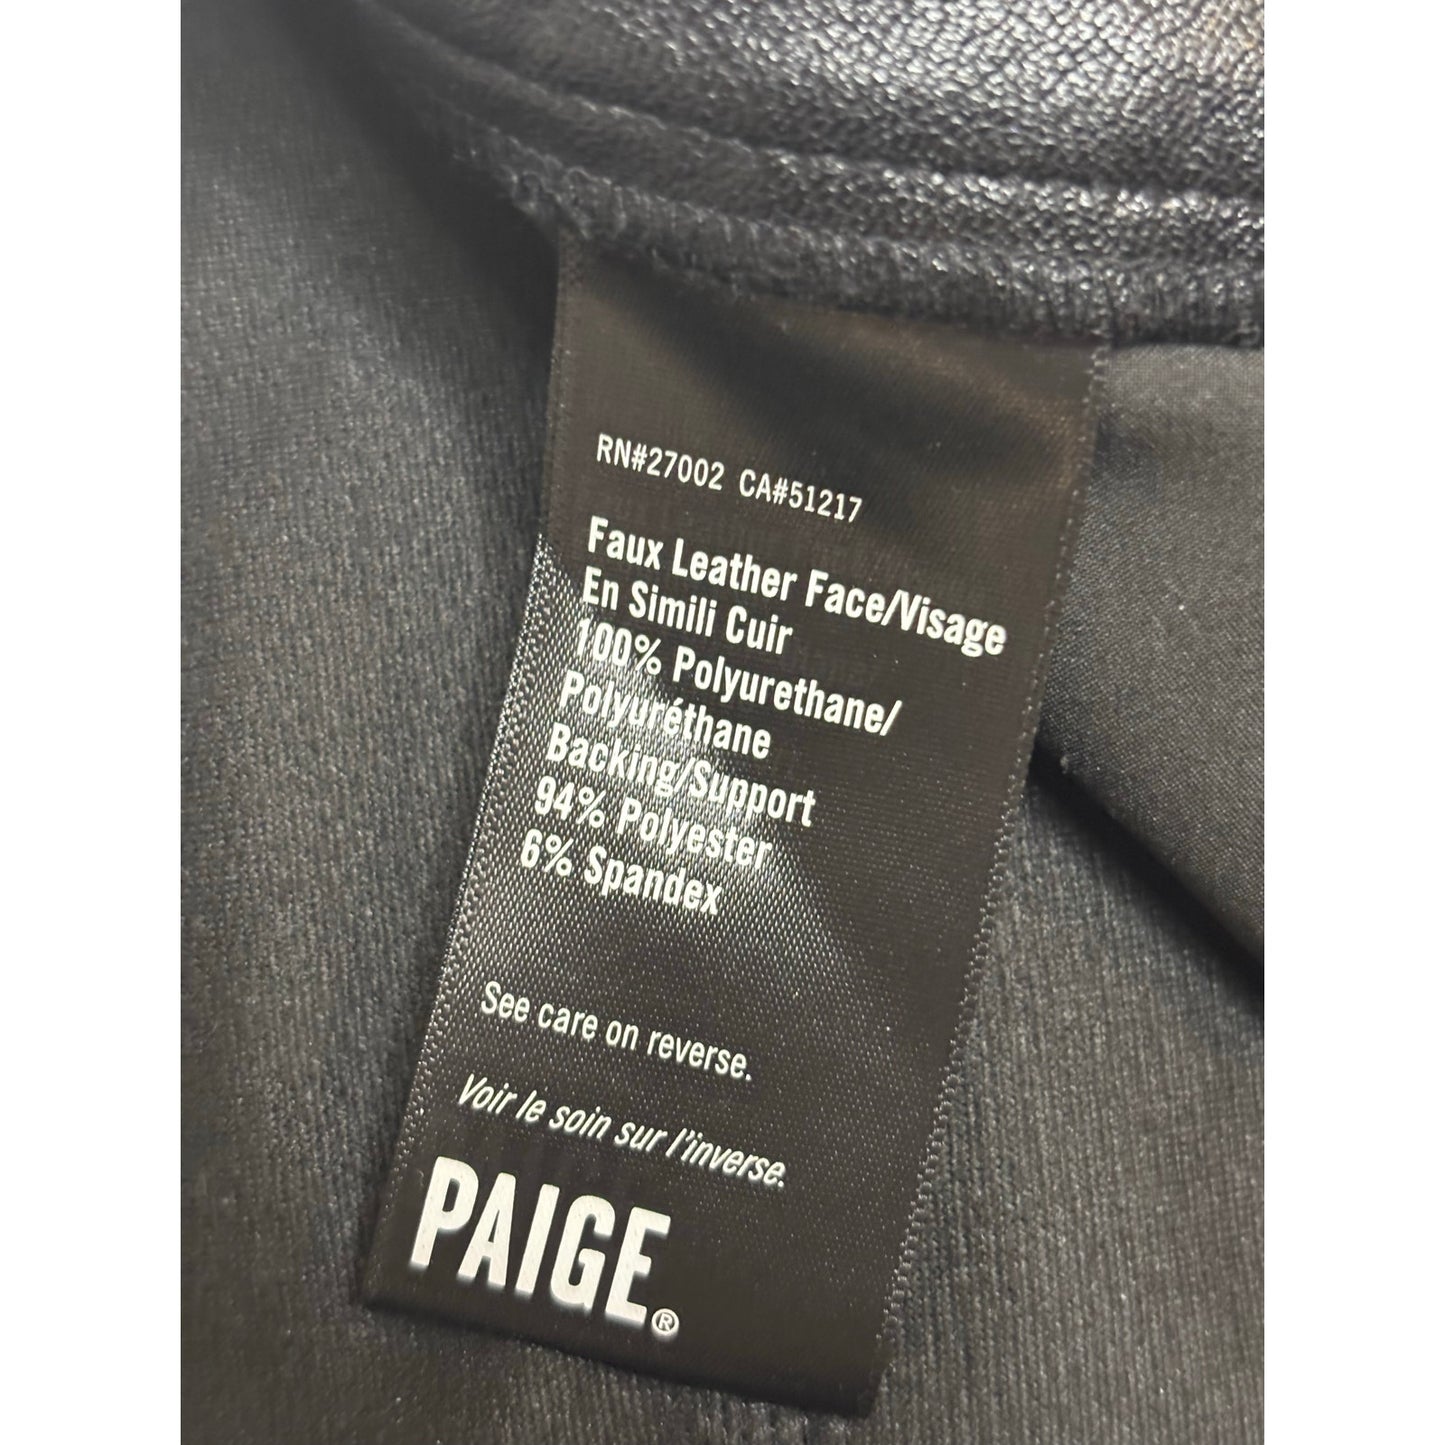 RN#27002 CA#51217
Faux Leather Face/Visage
En Simili Cuir
100% Polyurethane/
Polyuréthane
Backing/Support
94% Polyester
6% Spandex
See care on reverse.
Voir le soin sur l'inverse.
PAIGE®